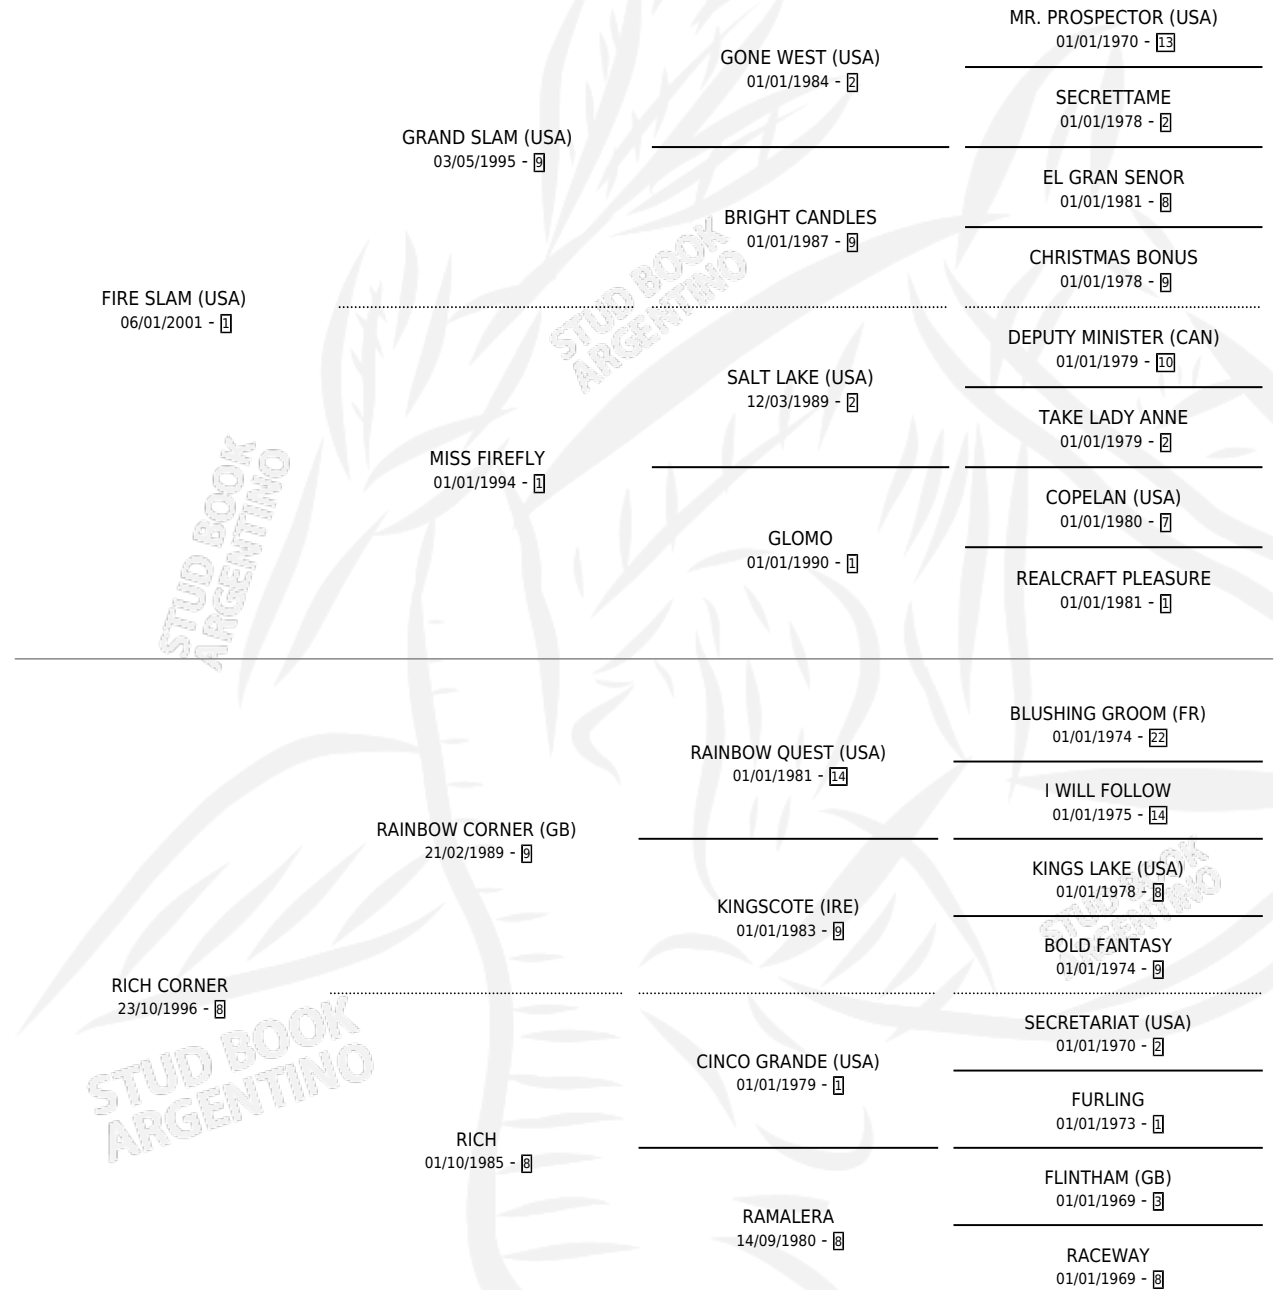 MR. PROSPECTOR (USA)
01/01/1970 - 13
GONE WEST (USA)
01/01/1984 - 2
SECRETTAME
01/01/1978 - 2
GRAND SLAM (USA)
03/05/1995 - 9
EL GRAN SENOR
01/01/1981 - 8
BRIGHT CANDLES
01/01/1987 - 9
CHRISTMAS BONUS
01/01/1978 - 9
FIRE SLAM (USA)
06/01/2001 - 1
DEPUTY MINISTER (CAN)
01/01/1979 - 10
SALT LAKE (USA)
12/03/1989 - 2
TAKE LADY ANNE
01/01/1979 - 2
MISS FIREFLY
01/01/1994 - 1
COPELAN (USA)
01/01/1980 - 7
GLOMO
01/01/1990 - 1
REALCRAFT PLEASURE
01/01/1981 - 1
STUD BOOK
ARGENTINO
STUD BOOK
ARGENTINO
BLUSHING GROOM (FR)
01/01/1974 - 22
RAINBOW QUEST (USA)
01/01/1981 - 14
I WILL FOLLOW
01/01/1975 - 14
RAINBOW CORNER (GB)
21/02/1989 - 9
KINGS LAKE (USA)
01/01/1978 - 8
KINGSCOTE (IRE)
01/01/1983 - 9
BOLD FANTASY
01/01/1974 - 9
RICH CORNER
23/10/1996 - 8
SECRETARIAT (USA)
01/01/1970 - 2
CINCO GRANDE (USA)
01/01/1979 - 1
FURLING
01/01/1973 - 1
RICH
01/10/1985 - 8
FLINTHAM (GB)
01/01/1969 - 3
RAMALERA
14/09/1980 - 8
RACEWAY
01/01/1969 - 8
STUD BOOK
ARGENTINO
STUD BOOK
ARGENTINO